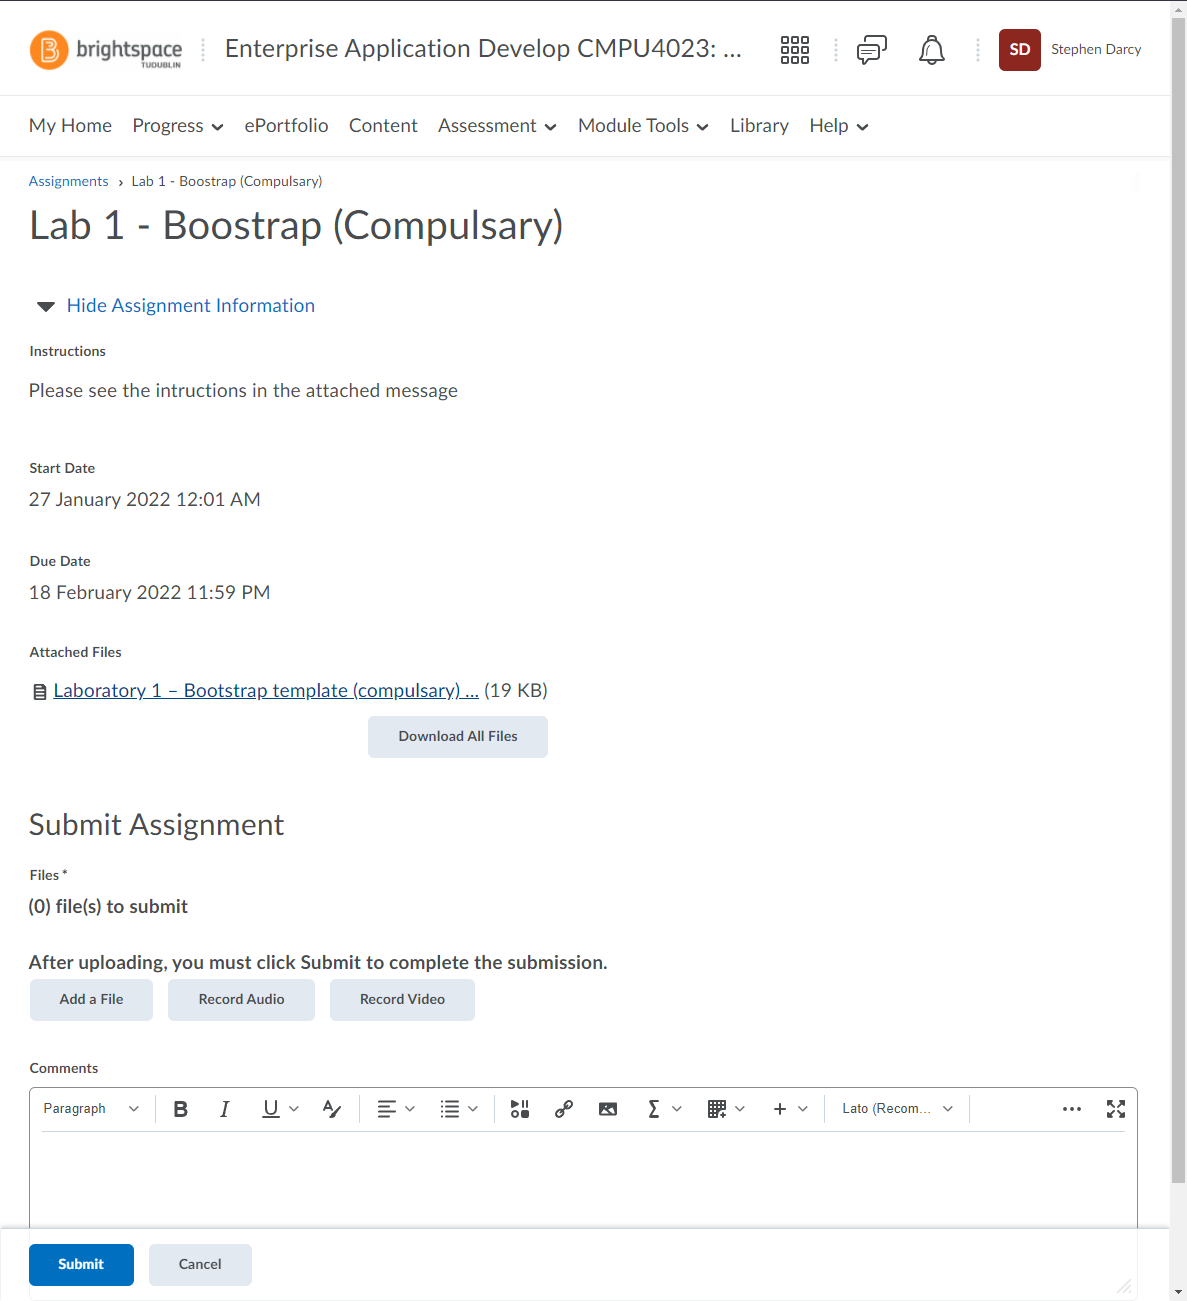 brightspace
TUDUBLIN
Enterprise Application Develop CMPU4023: ...
SD
Stephen Darcy
My Home Progress ePortfolio Content Assessment Module Tools Library Help
Assignments › Lab 1 - Boostrap (Compulsary)
Lab 1 - Boostrap (Compulsary)
Hide Assignment Information
Instructions
Please see the intructions in the attached message
Start Date
27 January 2022 12:01 AM
Due Date
18 February 2022 11:59 PM
Attached Files
Laboratory 1 – Bootstrap template (compulsary) ... (19 KB)
Download All Files
Submit Assignment
Files *
(0) file(s) to submit
After uploading, you must click Submit to complete the submission.
Add a File Record Audio Record Video
Comments
Paragraph B I U A Σ + Lato (Recom... ...
Submit Cancel